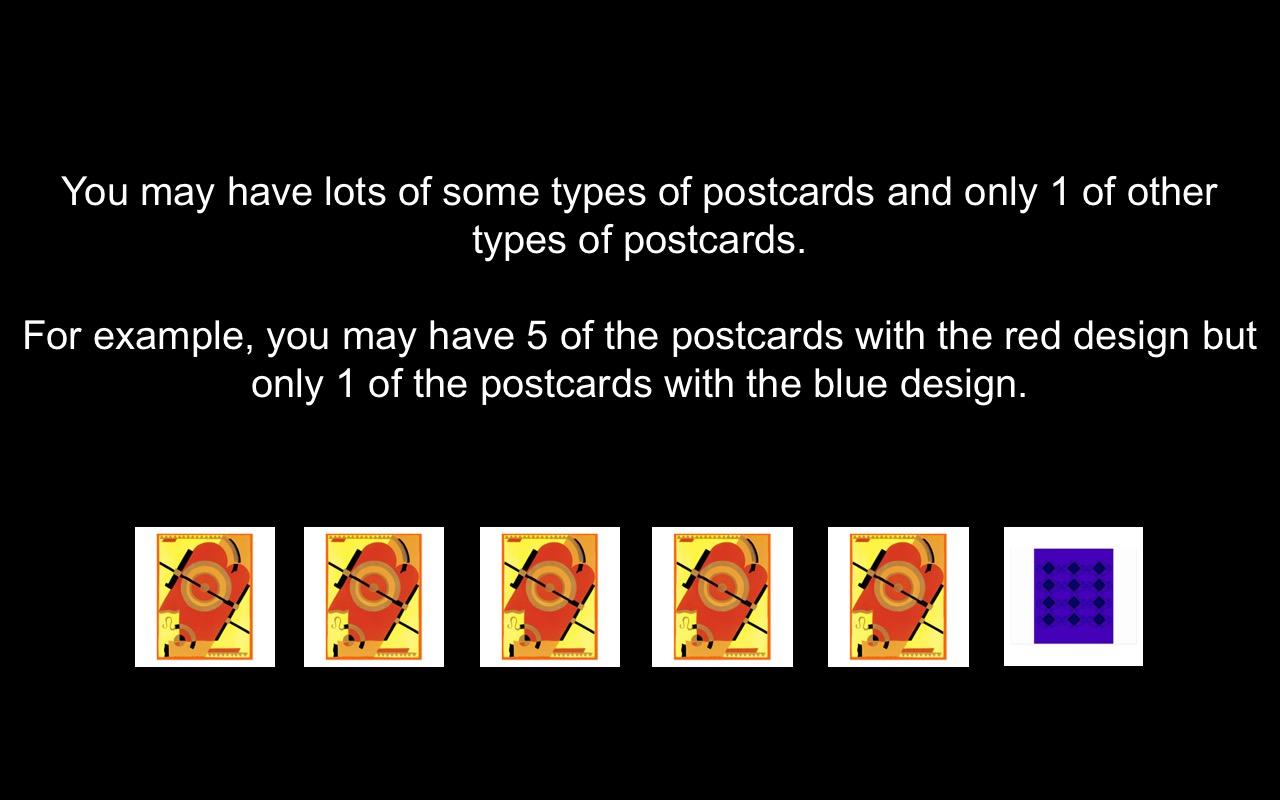 You may have lots of some types of postcards and only 1 of other
types of postcards.
For example, you may have 5 of the postcards with the red design but
only 1 of the postcards with the blue design.